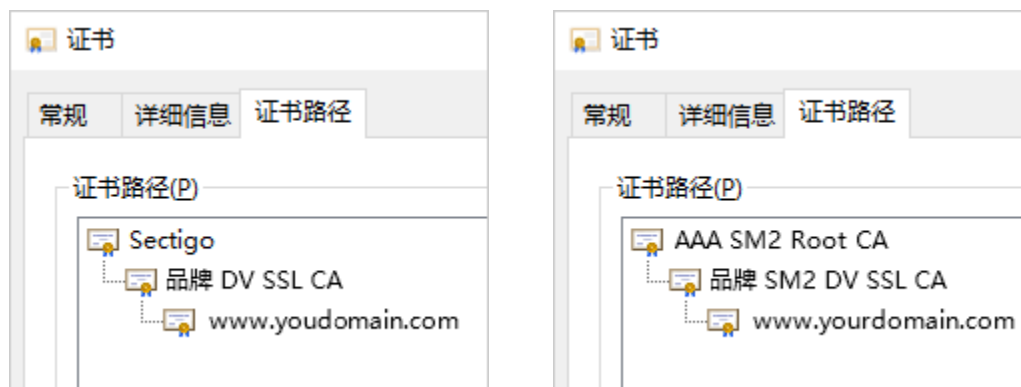 证书
常规 详细信息 证书路径
证书路径(P)
Sectigo
品牌 DV SSL CA
www.youdomain.com
证书
常规 详细信息 证书路径
证书路径(P)
AAA SM2 Root CA
品牌 SM2 DV SSL CA
www.yourdomain.com